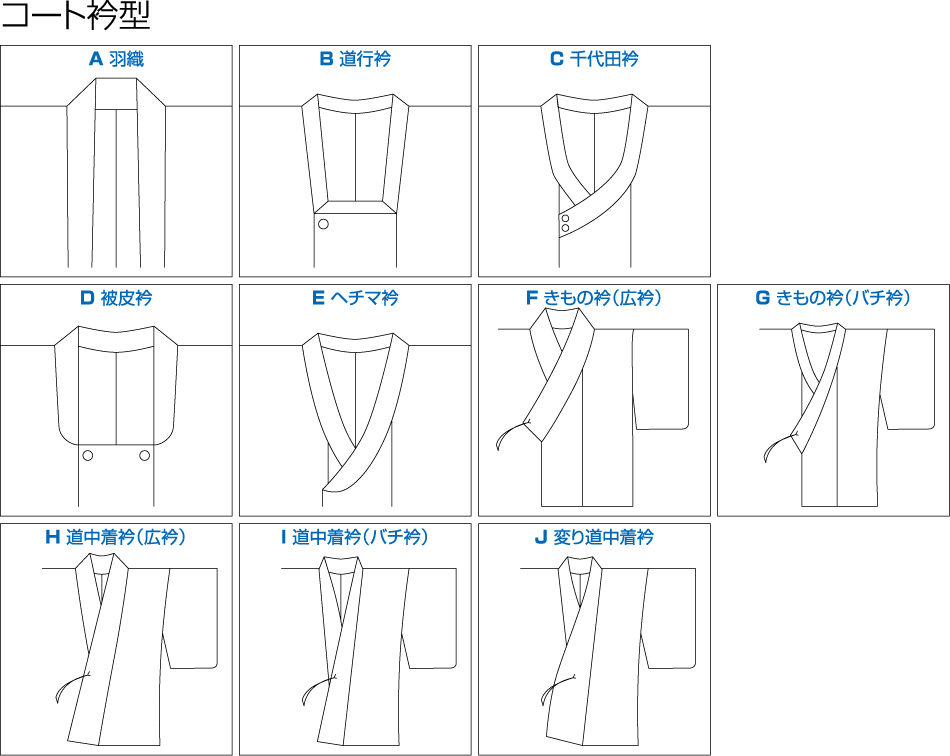 コート衿型
A 羽織
B 道行衿
C 千代田衿
D 被皮衿
E ヘチマ衿
F きもの衿（広衿）
G きもの衿（バチ衿）
H 道中着衿（広衿）
I 道中着衿（バチ衿）
J 変り道中着衿